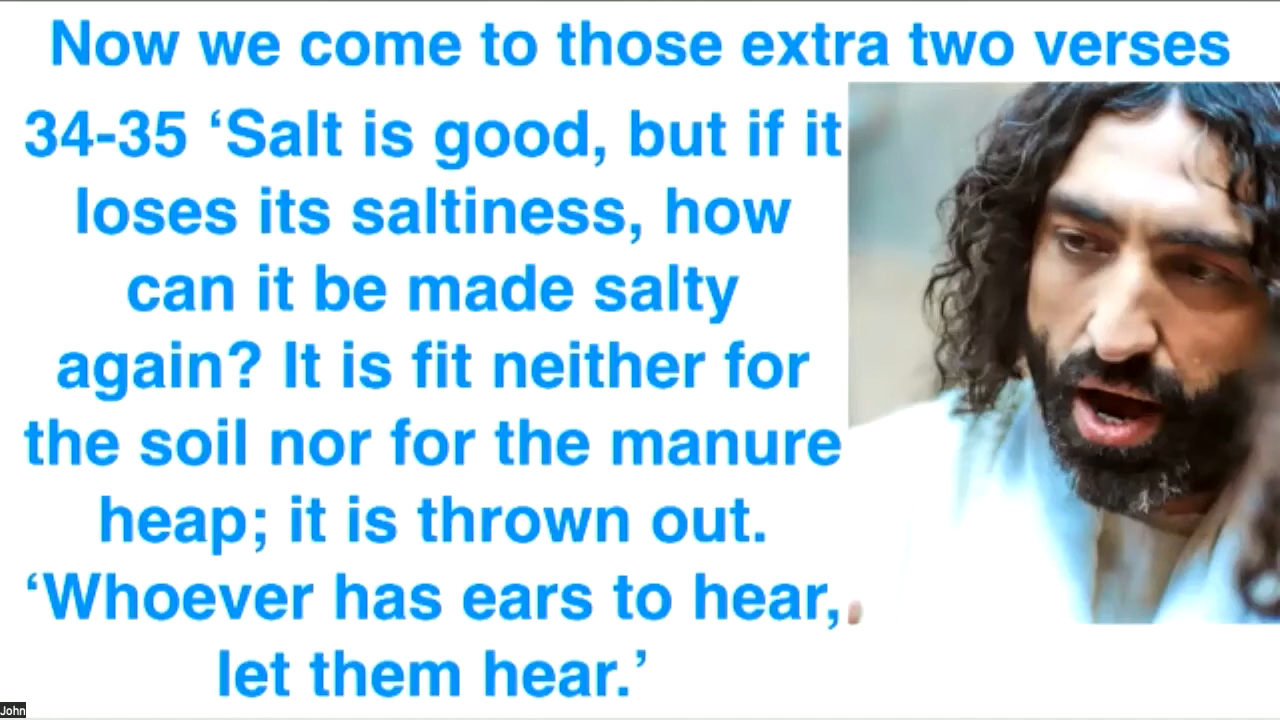 Now we come to those extra two verses
34-35 ‘Salt is good, but if it
loses its saltiness, how
can it be made salty
again? It is fit neither for
the soil nor for the manure
heap; it is thrown out.
‘Whoever has ears to hear,
let them hear.’
John